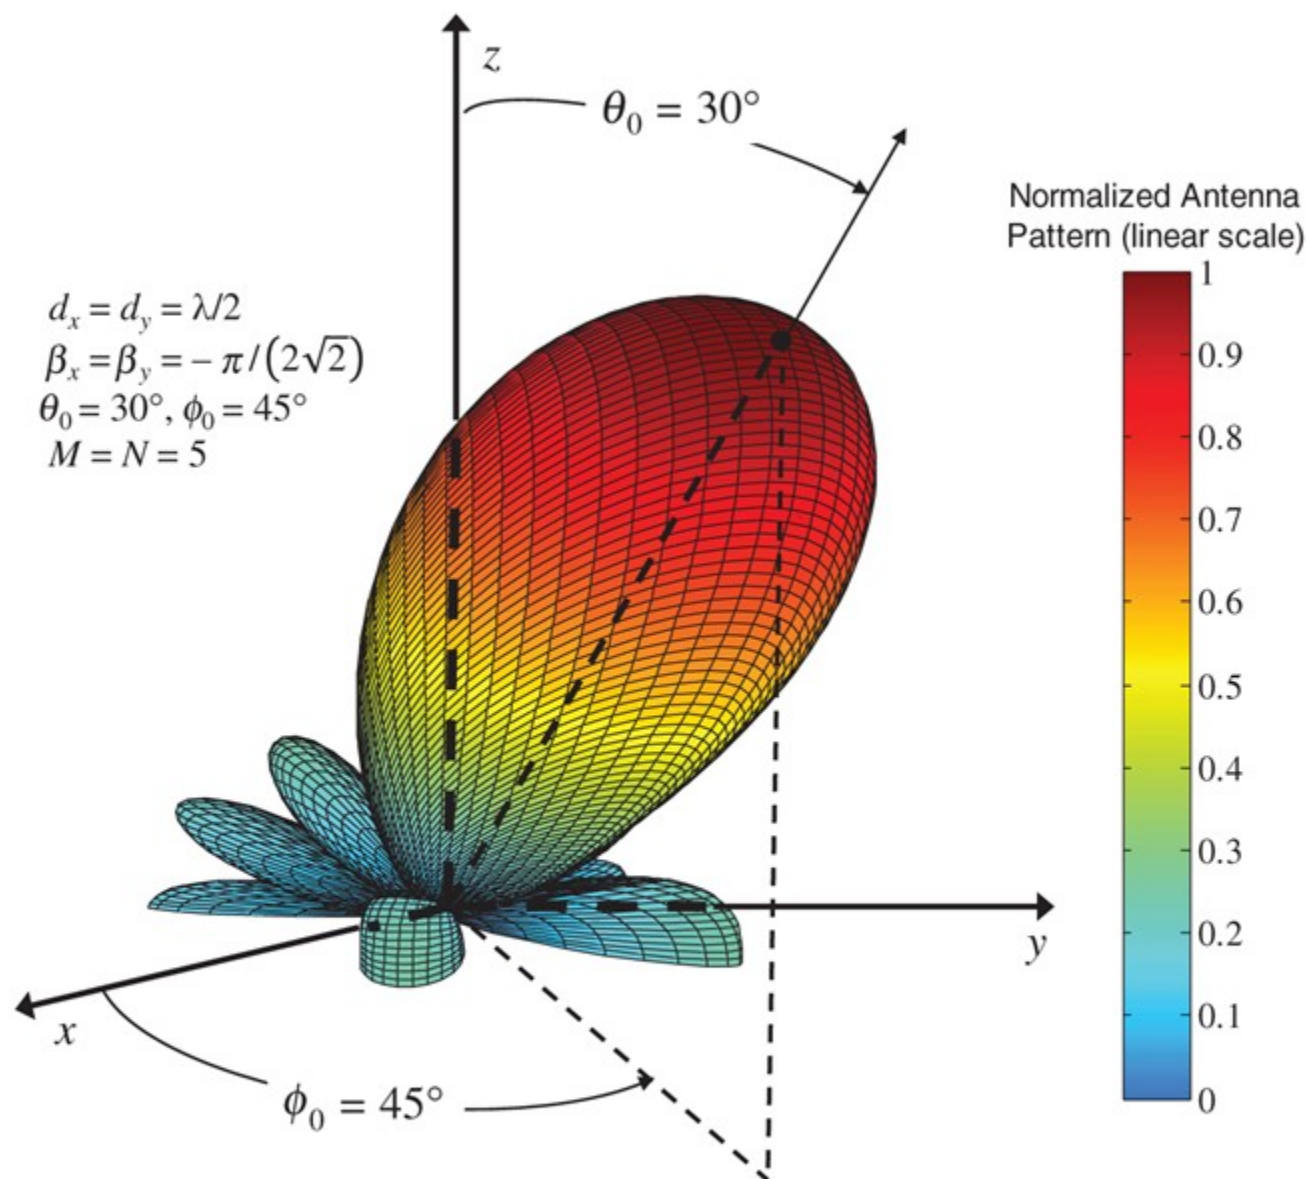 z
θ₀ = 30°
Normalized Antenna
Pattern (linear scale)
1
0.9
0.8
0.7
0.6
0.5
0.4
0.3
0.2
0.1
0
dₓ = d_y = λ/2
βₓ = β_y = − π/(2√2)
θ₀ = 30°, ϕ₀ = 45°
M = N = 5
y
x
ϕ₀ = 45°